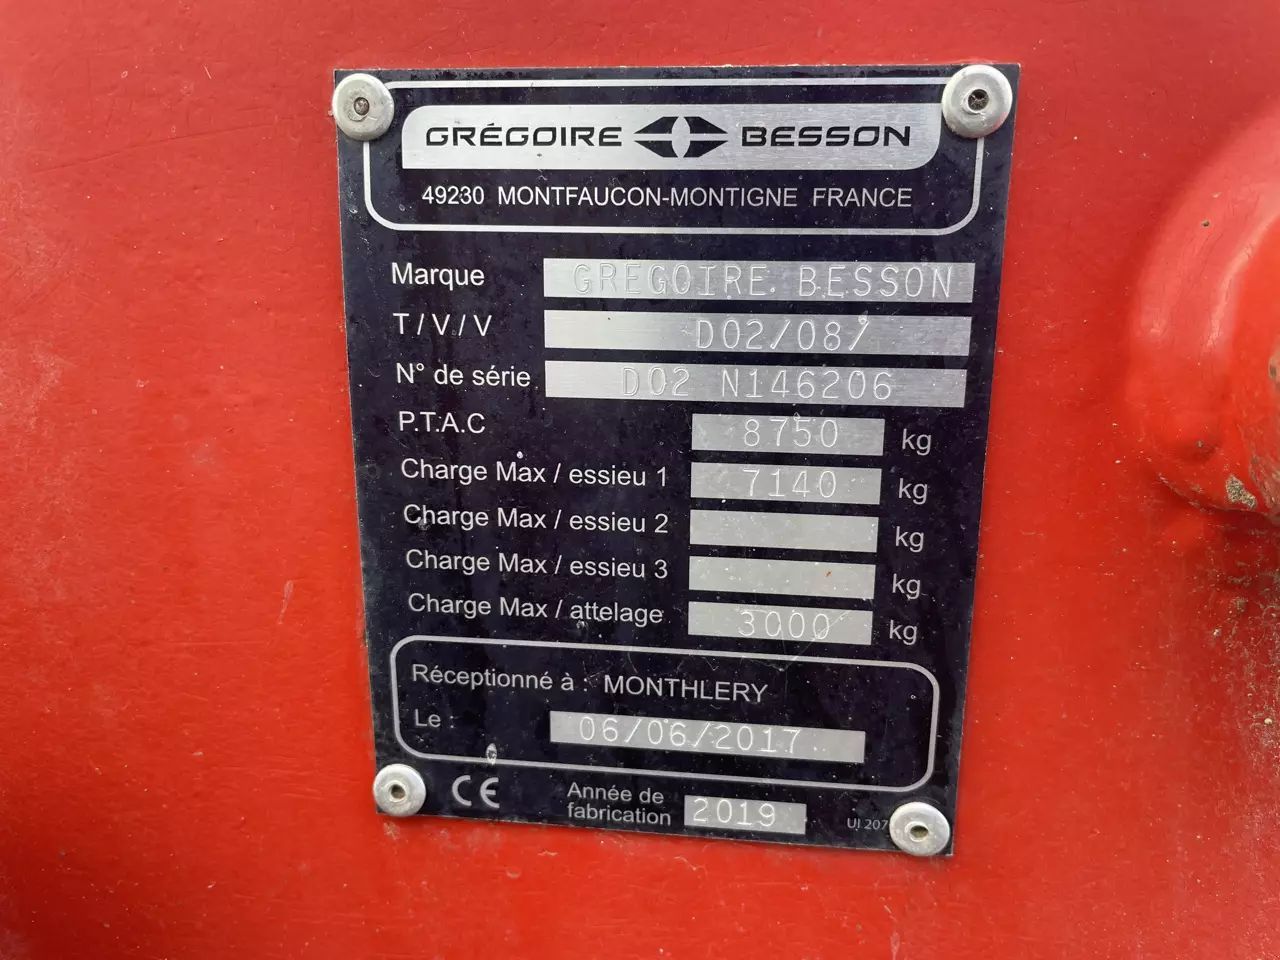 GRÉGOIRE BESSON
49230 MONTFAUCON-MONTIGNE FRANCE
Marque GREGOIRE BESSON
T / V / V D02/08/
N° de série D02 N146206
P.T.A.C 8750 kg
Charge Max / essieu 1 7140 kg
Charge Max / essieu 2 kg
Charge Max / essieu 3 kg
Charge Max / attelage 3000 kg
Réceptionné à : MONTHLERY
Le : 06/06/2017
CE Année de
fabrication 2019
UI 207